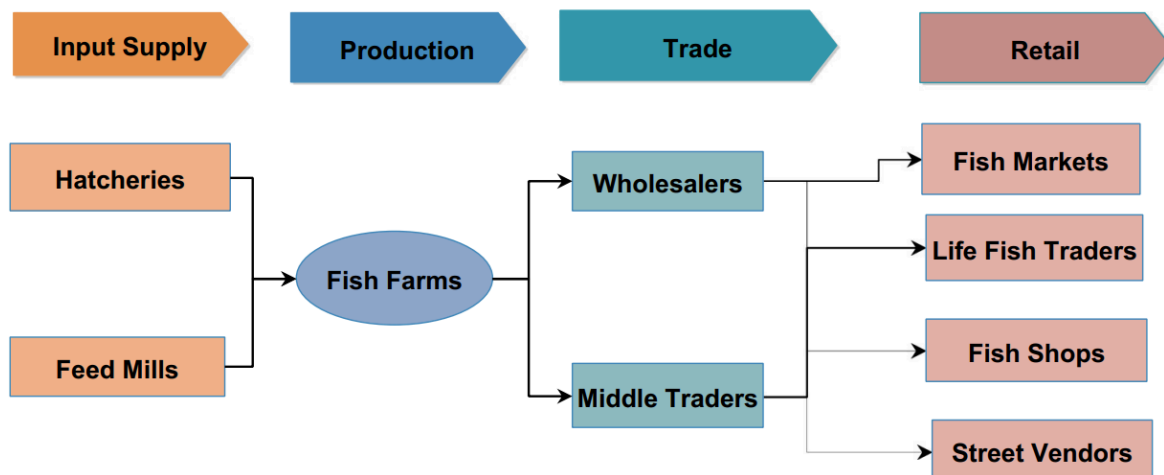 Input Supply
Production
Trade
Retail
Hatcheries
Feed Mills
Fish Farms
Wholesalers
Middle Traders
Fish Markets
Life Fish Traders
Fish Shops
Street Vendors